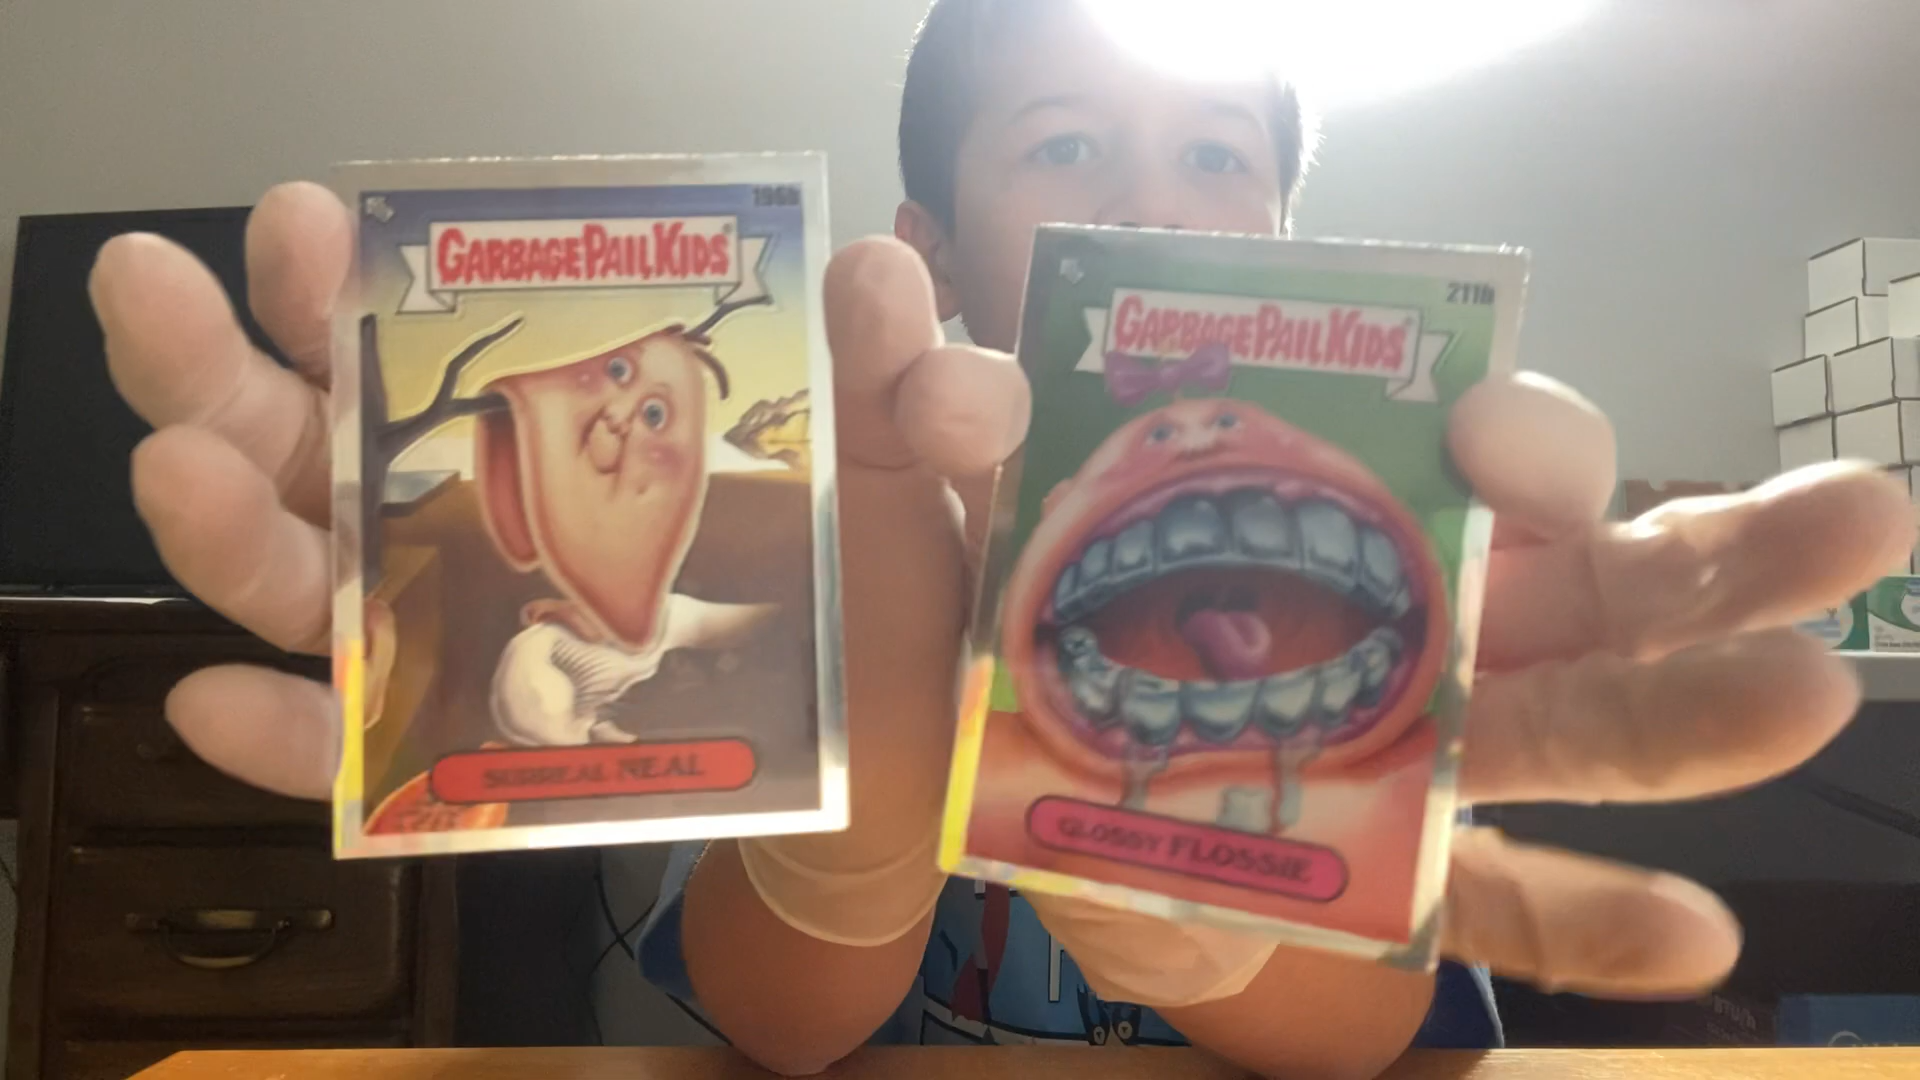 196b
GARBAGE PAIL KIDS
SURREAL NEAL
211b
GARBAGE PAIL KIDS
GLOSSY FLOSSIE